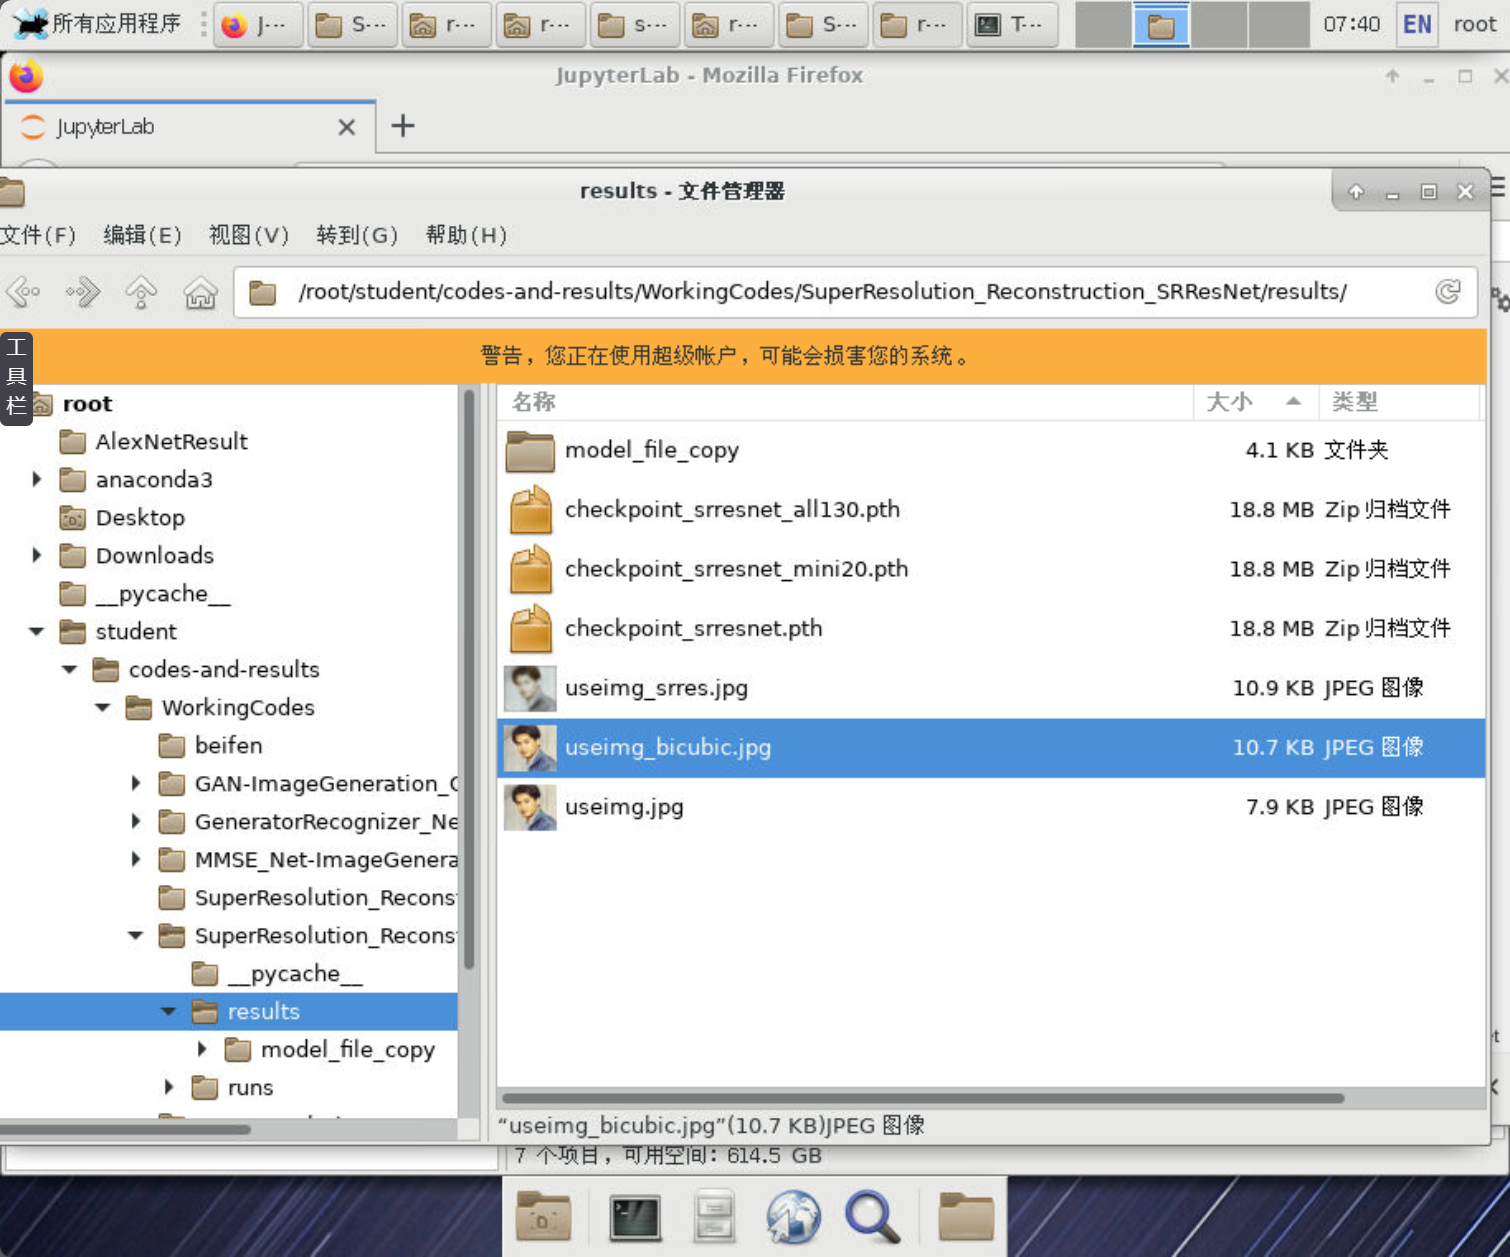 所有应用程序 J··· S··· r··· r··· s··· r··· S··· r··· T··· 07:40 EN root
JupyterLab - Mozilla Firefox
JupyterLab
results - 文件管理器
文件(F) 编辑(E) 视图(V) 转到(G) 帮助(H)
/root/student/codes-and-results/WorkingCodes/SuperResolution_Reconstruction_SRResNet/results/
警告，您正在使用超级帐户，可能会损害您的系统。
工具栏
root
AlexNetResult
anaconda3
Desktop
Downloads
__pycache__
student
codes-and-results
WorkingCodes
beifen
GAN-ImageGeneration_
GeneratorRecognizer_Ne
MMSE_Net-ImageGenera
SuperResolution_Recons
SuperResolution_Recons
__pycache__
results
model_file_copy
runs
名称 大小 类型
model_file_copy 4.1 KB 文件夹
checkpoint_srresnet_all130.pth 18.8 MB Zip 归档文件
checkpoint_srresnet_mini20.pth 18.8 MB Zip 归档文件
checkpoint_srresnet.pth 18.8 MB Zip 归档文件
useimg_srres.jpg 10.9 KB JPEG 图像
useimg_bicubic.jpg 10.7 KB JPEG 图像
useimg.jpg 7.9 KB JPEG 图像
“useimg_bicubic.jpg”(10.7 KB)JPEG 图像
7 个项目，可用空间：614.5 GB